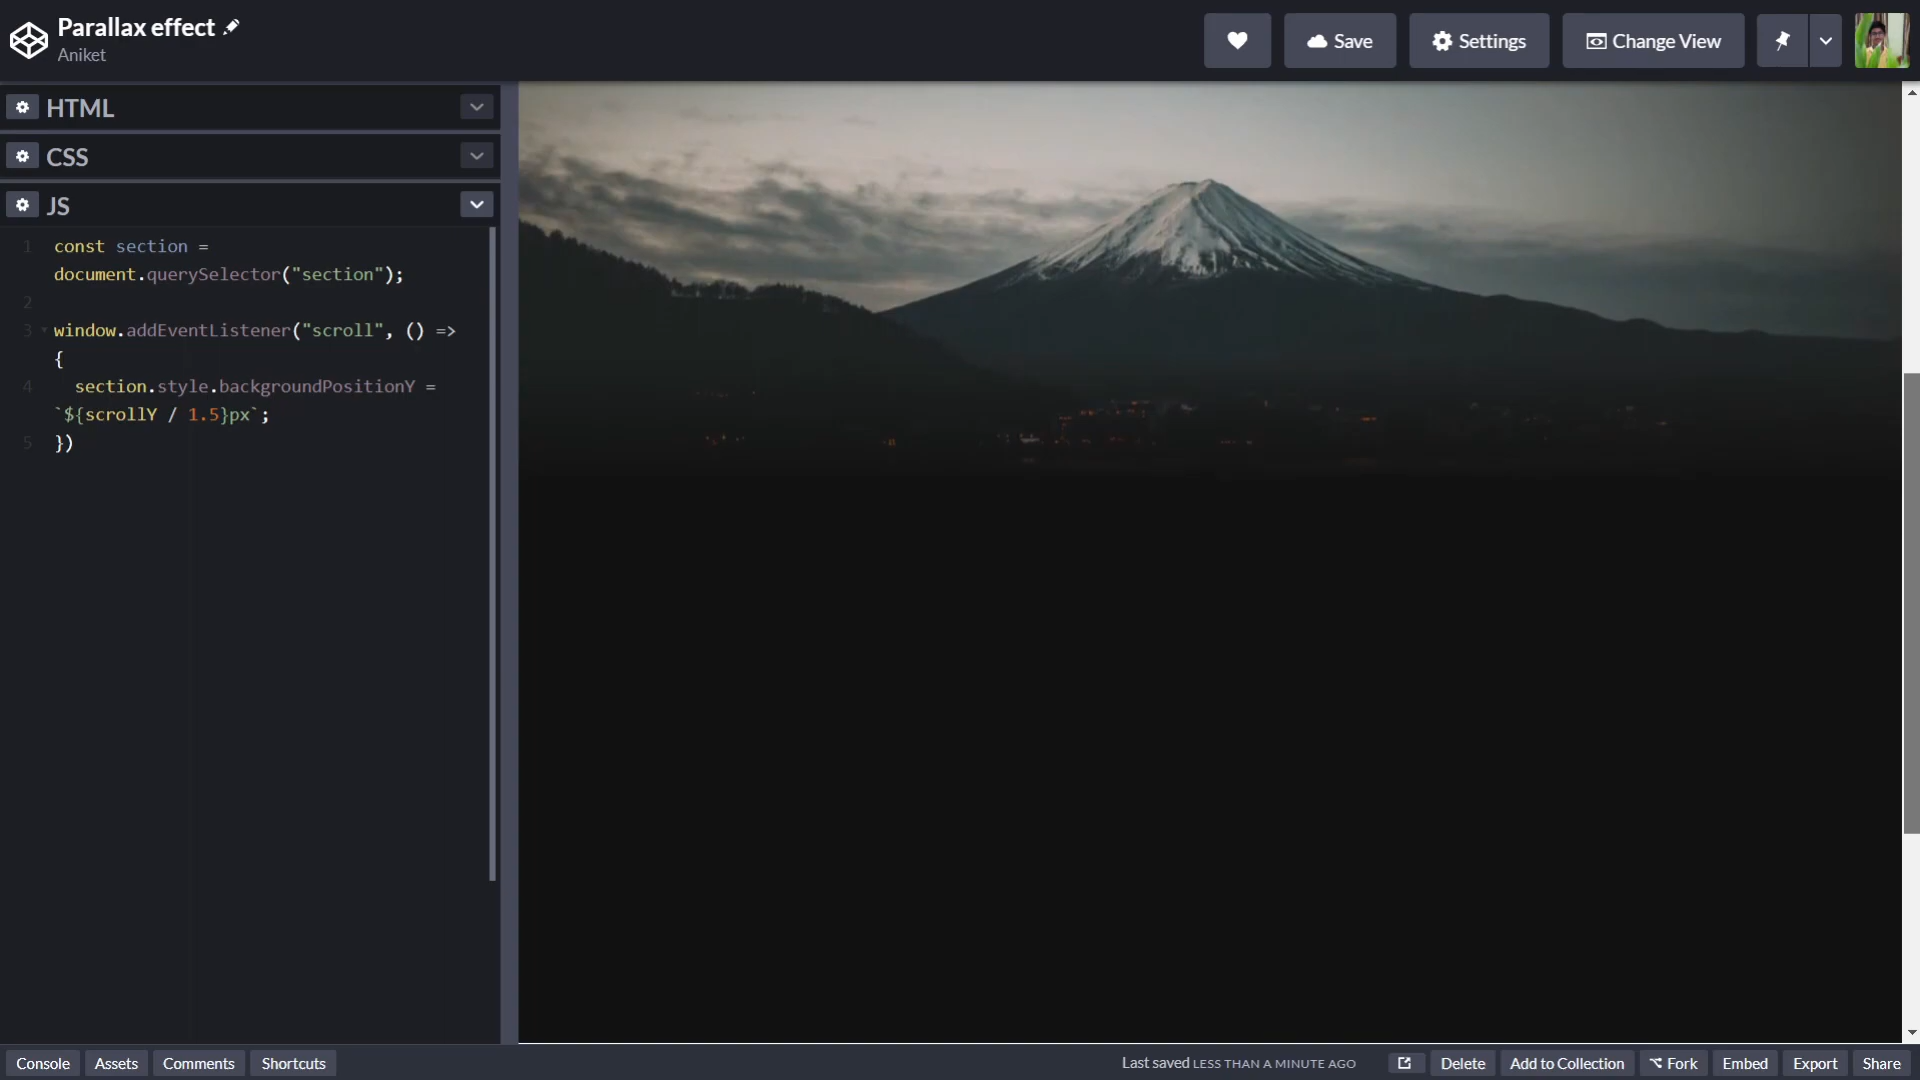 Parallax effect
Aniket
Save
Settings
Change View
HTML
CSS
JS
1 const section =
document.querySelector("section");
2
3 window.addEventListener("scroll", () =>
{
4 section.style.backgroundPositionY =
`${scrollY / 1.5}px`;
5 })
Console Assets Comments Shortcuts
Last saved LESS THAN A MINUTE AGO
Delete Add to Collection Fork Embed Export Share